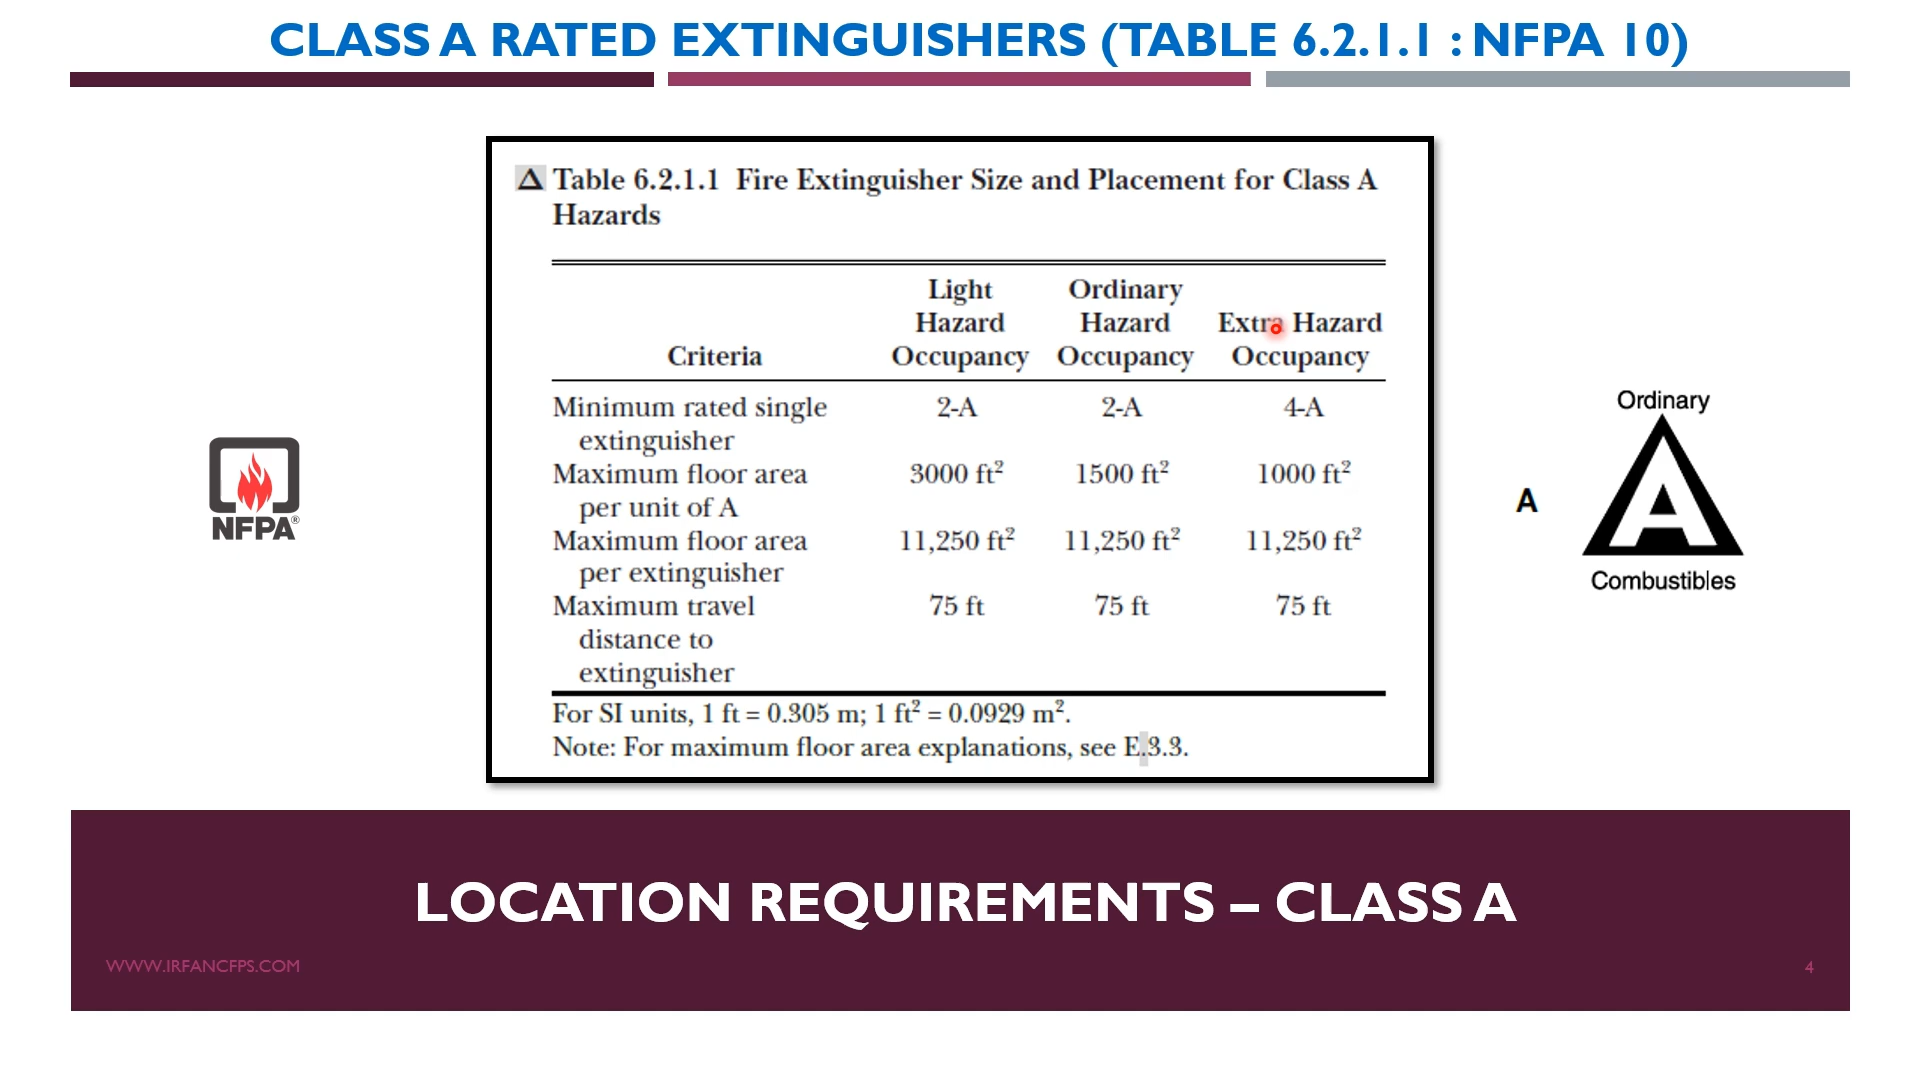 CLASS A RATED EXTINGUISHERS (TABLE 6.2.1.1 : NFPA 10)
Δ Table 6.2.1.1 Fire Extinguisher Size and Placement for Class A
Hazards
Light
Hazard
Occupancy
Ordinary
Hazard
Occupancy
Extra Hazard
Occupancy
Criteria
Minimum rated single
extinguisher
2-A 2-A 4-A
Maximum floor area
per unit of A
3000 ft² 1500 ft² 1000 ft²
Maximum floor area
per extinguisher
11,250 ft² 11,250 ft² 11,250 ft²
Maximum travel
distance to
extinguisher
75 ft 75 ft 75 ft
For SI units, 1 ft = 0.305 m; 1 ft² = 0.0929 m².
Note: For maximum floor area explanations, see E.3.3.
NFPA®
A
Ordinary
A
Combustibles
LOCATION REQUIREMENTS – CLASS A
WWW.IRFANCFPS.COM
4